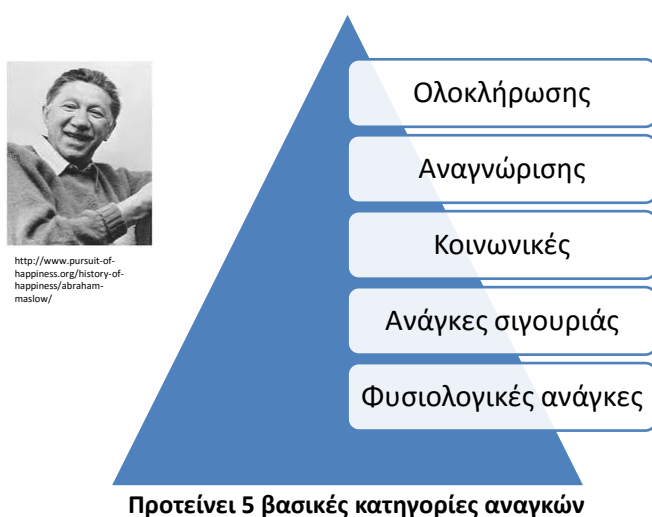 Ολοκλήρωσης
Αναγνώρισης
Κοινωνικές
Ανάγκες σιγουριάς
Φυσιολογικές ανάγκες
http://www.pursuit-of-
happiness.org/history-of-
happiness/abraham-
maslow/
Προτείνει 5 βασικές κατηγορίες αναγκών